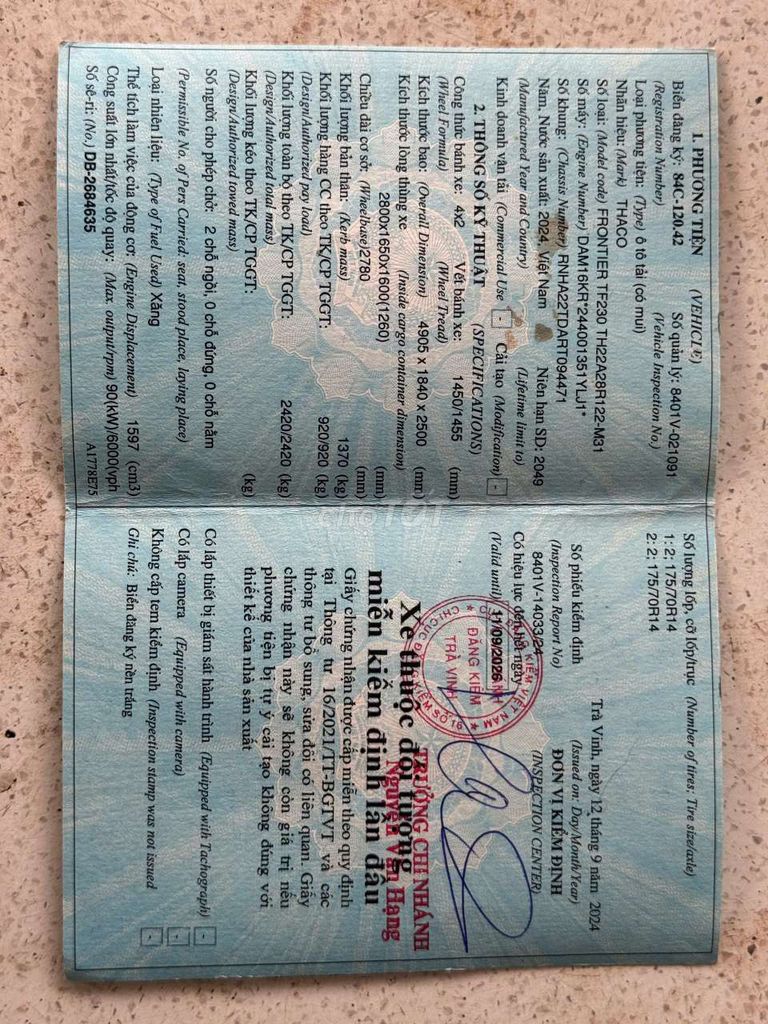 1. PHƯƠNG TIỆN (VEHICLE)
Biển đăng ký: 84C-120.42 Số quản lý: 8401V-021091
(Registration Number) (Vehicle Inspection No.)
Loại phương tiện: (Type) ô tô tải (có mui)
Nhãn hiệu: (Mark) THACO
Số loại: (Model code) FRONTIER TF230 TH22A28R122-M31
Số máy: (Engine Number) DAM16KR*244001351YLJ1*
Số khung: (Chassis Number) RNHA22TDART094471
Năm, Nước sản xuất: 2024, Việt Nam Niên hạn SD: 2049
(Manufactured Year and Country) (Lifetime limit to)
Kinh doanh vận tải (Commercial Use) - Cải tạo (Modification) -
2. THÔNG SỐ KỸ THUẬT (SPECIFICATIONS)
Công thức bánh xe: 4x2 Vết bánh xe: 1450/1455 (mm)
(Wheel Formula) (Wheel Tread)
Kích thước bao: (Overall Dimension) 4905 x 1840 x 2500 (mm)
Kích thước lòng thùng xe (Inside cargo container dimension)
2800x1650x1600(1260) (mm)
Chiều dài cơ sở: (Wheelbase) 2780 (mm)
Khối lượng bản thân: (Kerb mass) 1370 (kg)
Khối lượng hàng CC theo TK/CP TGGT: 920/920 (kg)
(Design/Authorized pay load)
Khối lượng toàn bộ theo TK/CP TGGT: 2420/2420 (kg)
(Design/Authorized total mass)
Khối lượng kéo theo TK/CP TGGT: (kg)
(Design/Authorized towed mass)
Số người cho phép chở: 2 chỗ ngồi, 0 chỗ đứng, 0 chỗ nằm
(Permissible No. of Pers Carried: seat, stood place, laying place)
Loại nhiên liệu: (Type of Fuel Used) Xăng
Thể tích làm việc của động cơ: (Engine Displacement) 1597 (cm3)
Công suất lớn nhất/tốc độ quay: (Max. output/rpm) 90(kW)/6000(vph
Số sê-ri: (No.) DB-2684635 A1778E75
Số lượng lốp, cỡ lốp/trục (Number of tires; Tire size/axle)
1: 2; 175/70R14
2: 2; 175/70R14
Trà Vinh, ngày 12 tháng 9 năm 2024
(Issued on: Day/Month/Year)
Số phiếu kiểm định ĐƠN VỊ KIỂM ĐỊNH
(Inspection Report No) (INSPECTION CENTER)
8401V-14033/24
Có hiệu lực đến hết ngày
(Valid until) 11/09/2026
ĐĂNG KIỂM
TRÀ VINH
TRƯỞNG CHI NHÁNH
Nguyễn Văn Hạng
Xe thuộc đối tượng
miễn kiểm định lần đầu
Giấy chứng nhận được cấp miễn theo quy định
tại Thông tư 16/2021/TT-BGTVT và các
thông tư bổ sung, sửa đổi có liên quan. Giấy
chứng nhận này sẽ không còn giá trị nếu
phương tiện bị tự ý cải tạo không đúng với
thiết kế của nhà sản xuất
Có lắp thiết bị giám sát hành trình (Equipped with Tachograph) -
Có lắp camera (Equipped with camera) -
Không cấp tem kiểm định (Inspection stamp was not issued -
Ghi chú: Biển đăng ký nền trắng
chợTỐT